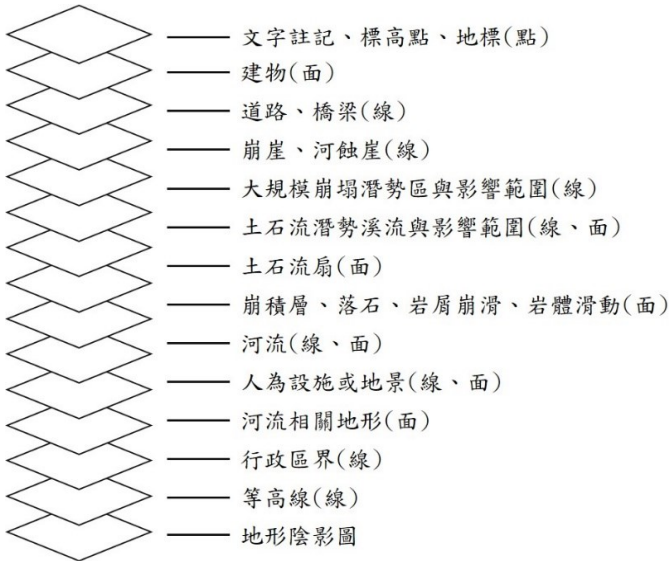 文字註記、標高點、地標(點)
建物(面)
道路、橋梁(線)
崩崖、河蝕崖(線)
大規模崩塌潛勢區與影響範圍(線)
土石流潛勢溪流與影響範圍(線、面)
土石流扇(面)
崩積層、落石、岩屑崩滑、岩體滑動(面)
河流(線、面)
人為設施或地景(線、面)
河流相關地形(面)
行政區界(線)
等高線(線)
地形陰影圖